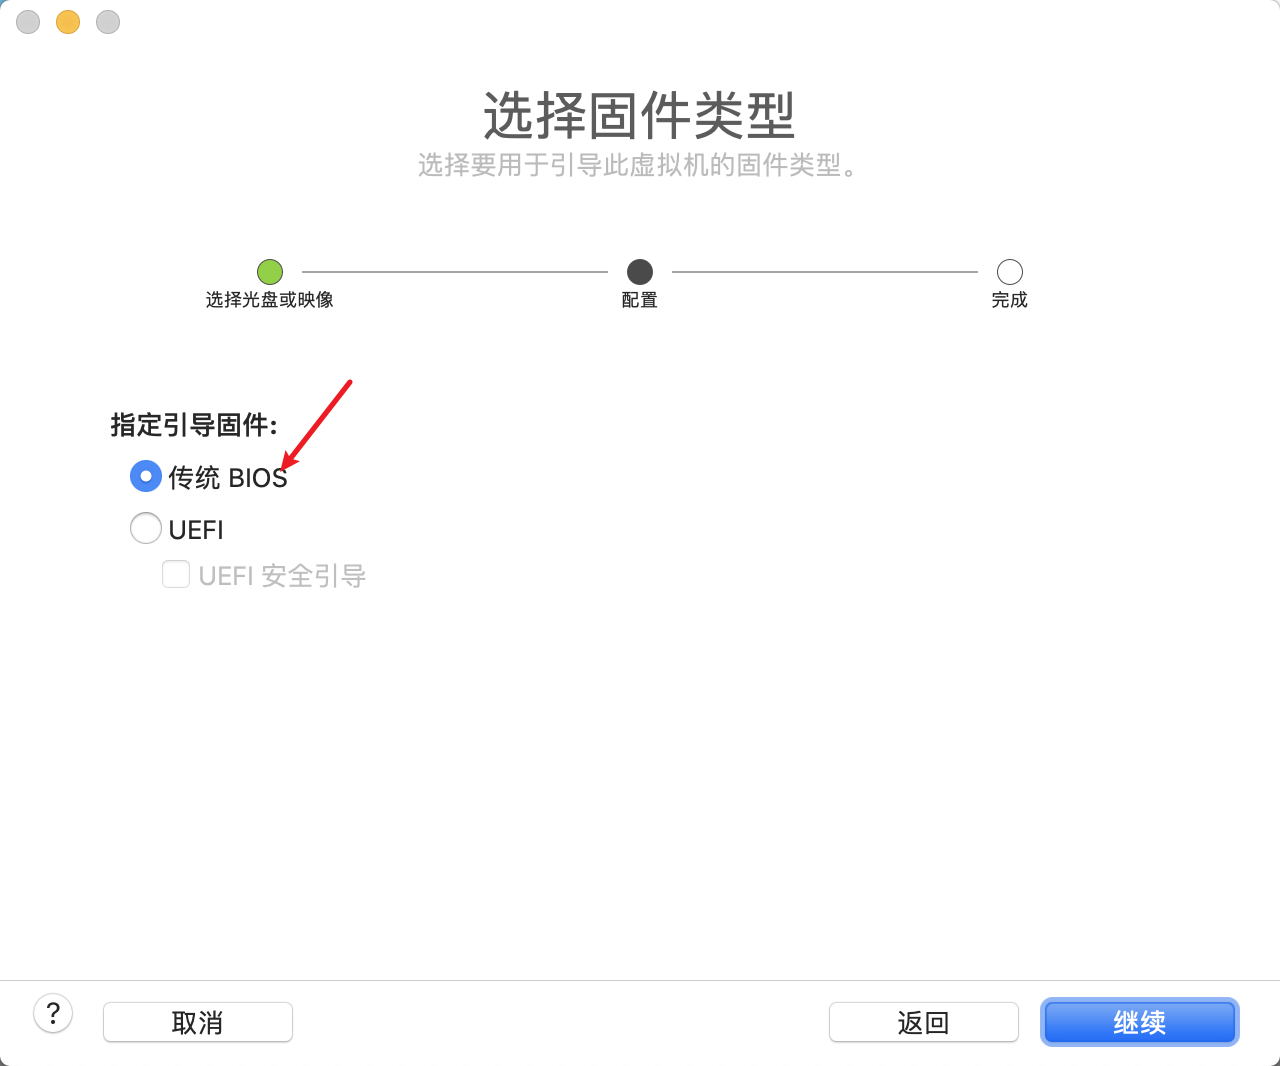 选择固件类型
选择要用于引导此虚拟机的固件类型。
选择光盘或映像
配置
完成
指定引导固件:
传统 BIOS
UEFI
UEFI 安全引导
?
取消
返回
继续